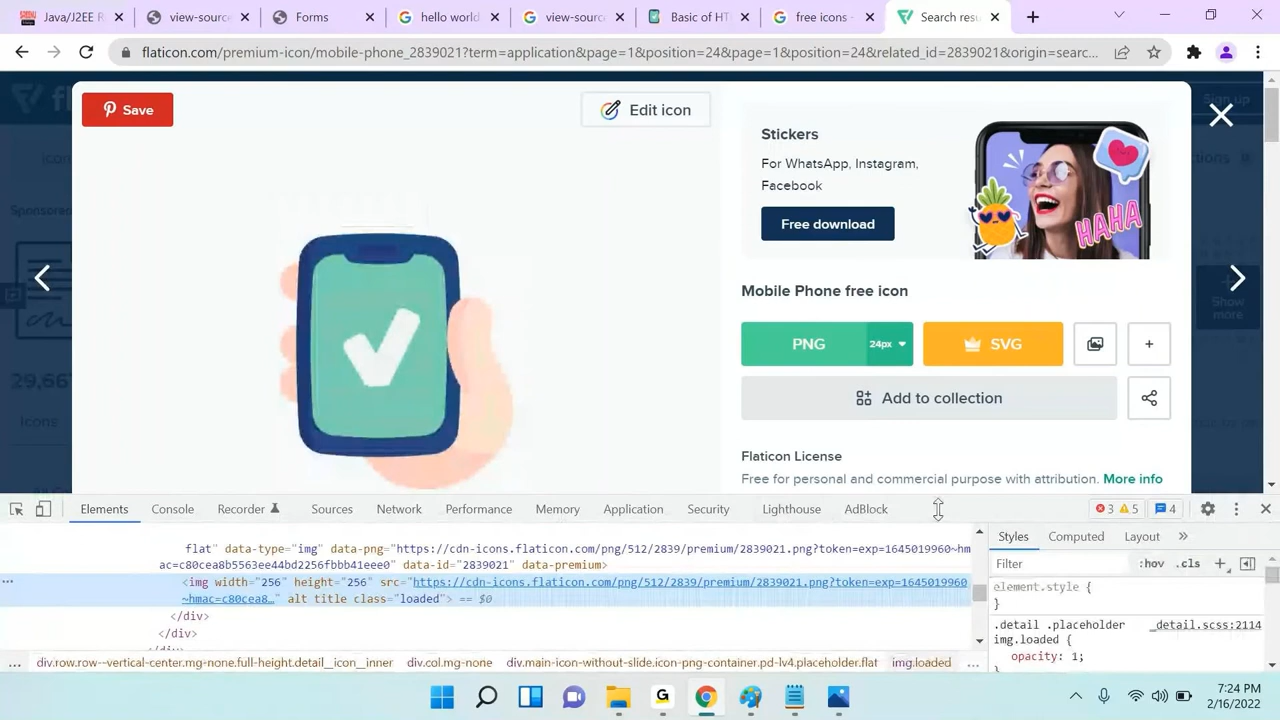 Java/J2EE R
view-source
Forms
hello world
view-sourc
Basic of HT
free icons -
Search resu
flaticon.com/premium-icon/mobile-phone_2839021?term=application&page=1&position=24&page=1&position=24&related_id=2839021&origin=searc...
Save
Edit icon
Stickers
For WhatsApp, Instagram,
Facebook
Free download
HAHA
Sign up
Sponsored
Show
more
29,66
Icons
Mobile Phone free icon
PNG
24px
SVG
Add to collection
Flaticon License
Free for personal and commercial purpose with attribution. More info
Elements
Console
Recorder
Sources
Network
Performance
Memory
Application
Security
Lighthouse
AdBlock
3
5
4
flat" data-type="img" data-png="https://cdn-icons.flaticon.com/png/512/2839/premium/2839021.png?token=exp=1645019960~hm
ac=c80cea8b5563ee44bd2256fbbb41eee0" data-id="2839021" data-premium>
<img width="256" height="256" src="https://cdn-icons.flaticon.com/png/512/2839/premium/2839021.png?token=exp=1645019960
~hmac=c80cea8…" alt title class="loaded"> == $0
</div>
</div>
... div.row.row--vertical-center.mg-none.full-height.detail__icon__inner
div.col.mg-none
div.main-icon-without-slide.icon-png-container.pd-lv4.placeholder.flat
img.loaded
...
Styles
Computed
Layout
Filter
:hov
.cls
element.style {
}
.detail .placeholder
_detail.scss:2114
img.loaded {
opacity: 1;
7:24 PM
2/16/2022